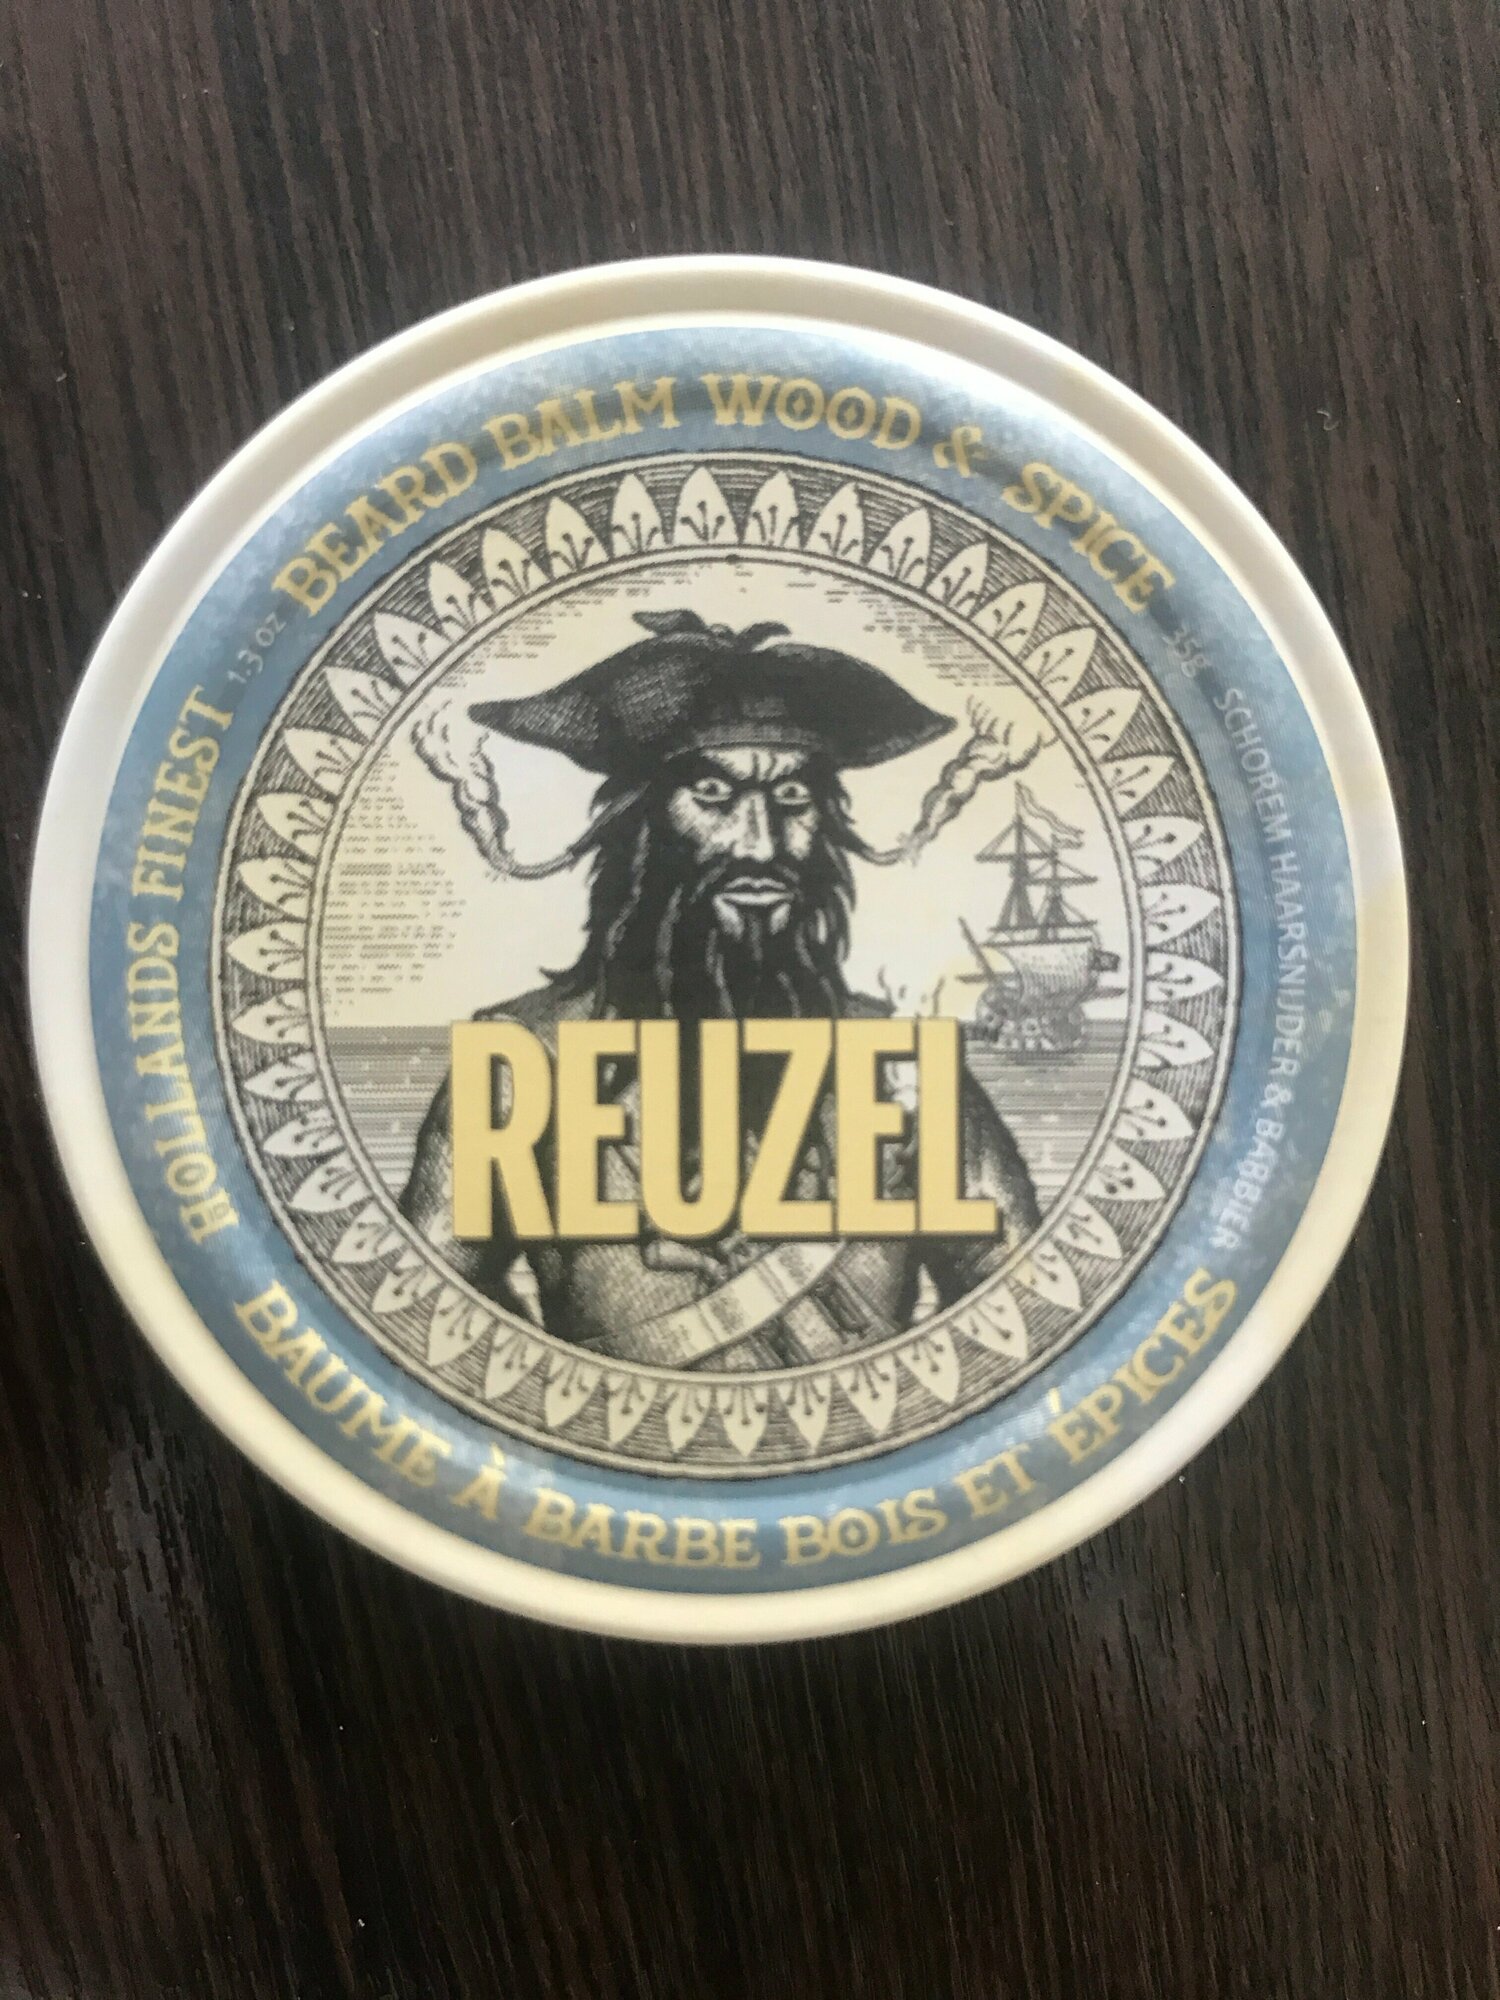 HOLLANDS FINEST
1.3 oz
BEARD BALM WOOD & SPICE
35g
SCHOREM HAARSNIJDER & BARBIER
REUZEL
BAUME À BARBE BOIS ET ÉPICES